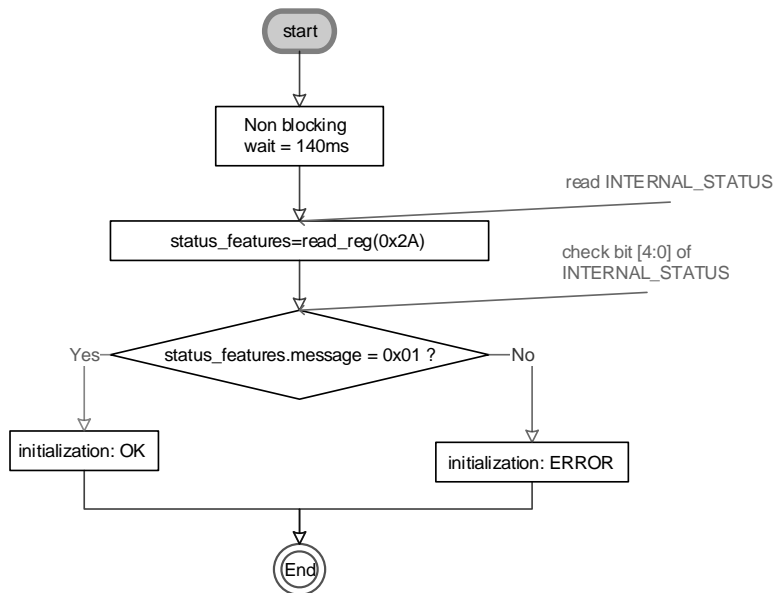 start
Non blocking
wait = 140ms
read INTERNAL_STATUS
status_features=read_reg(0x2A)
check bit [4:0] of
INTERNAL_STATUS
Yes
status_features.message = 0x01 ?
No
initialization: OK
initialization: ERROR
End